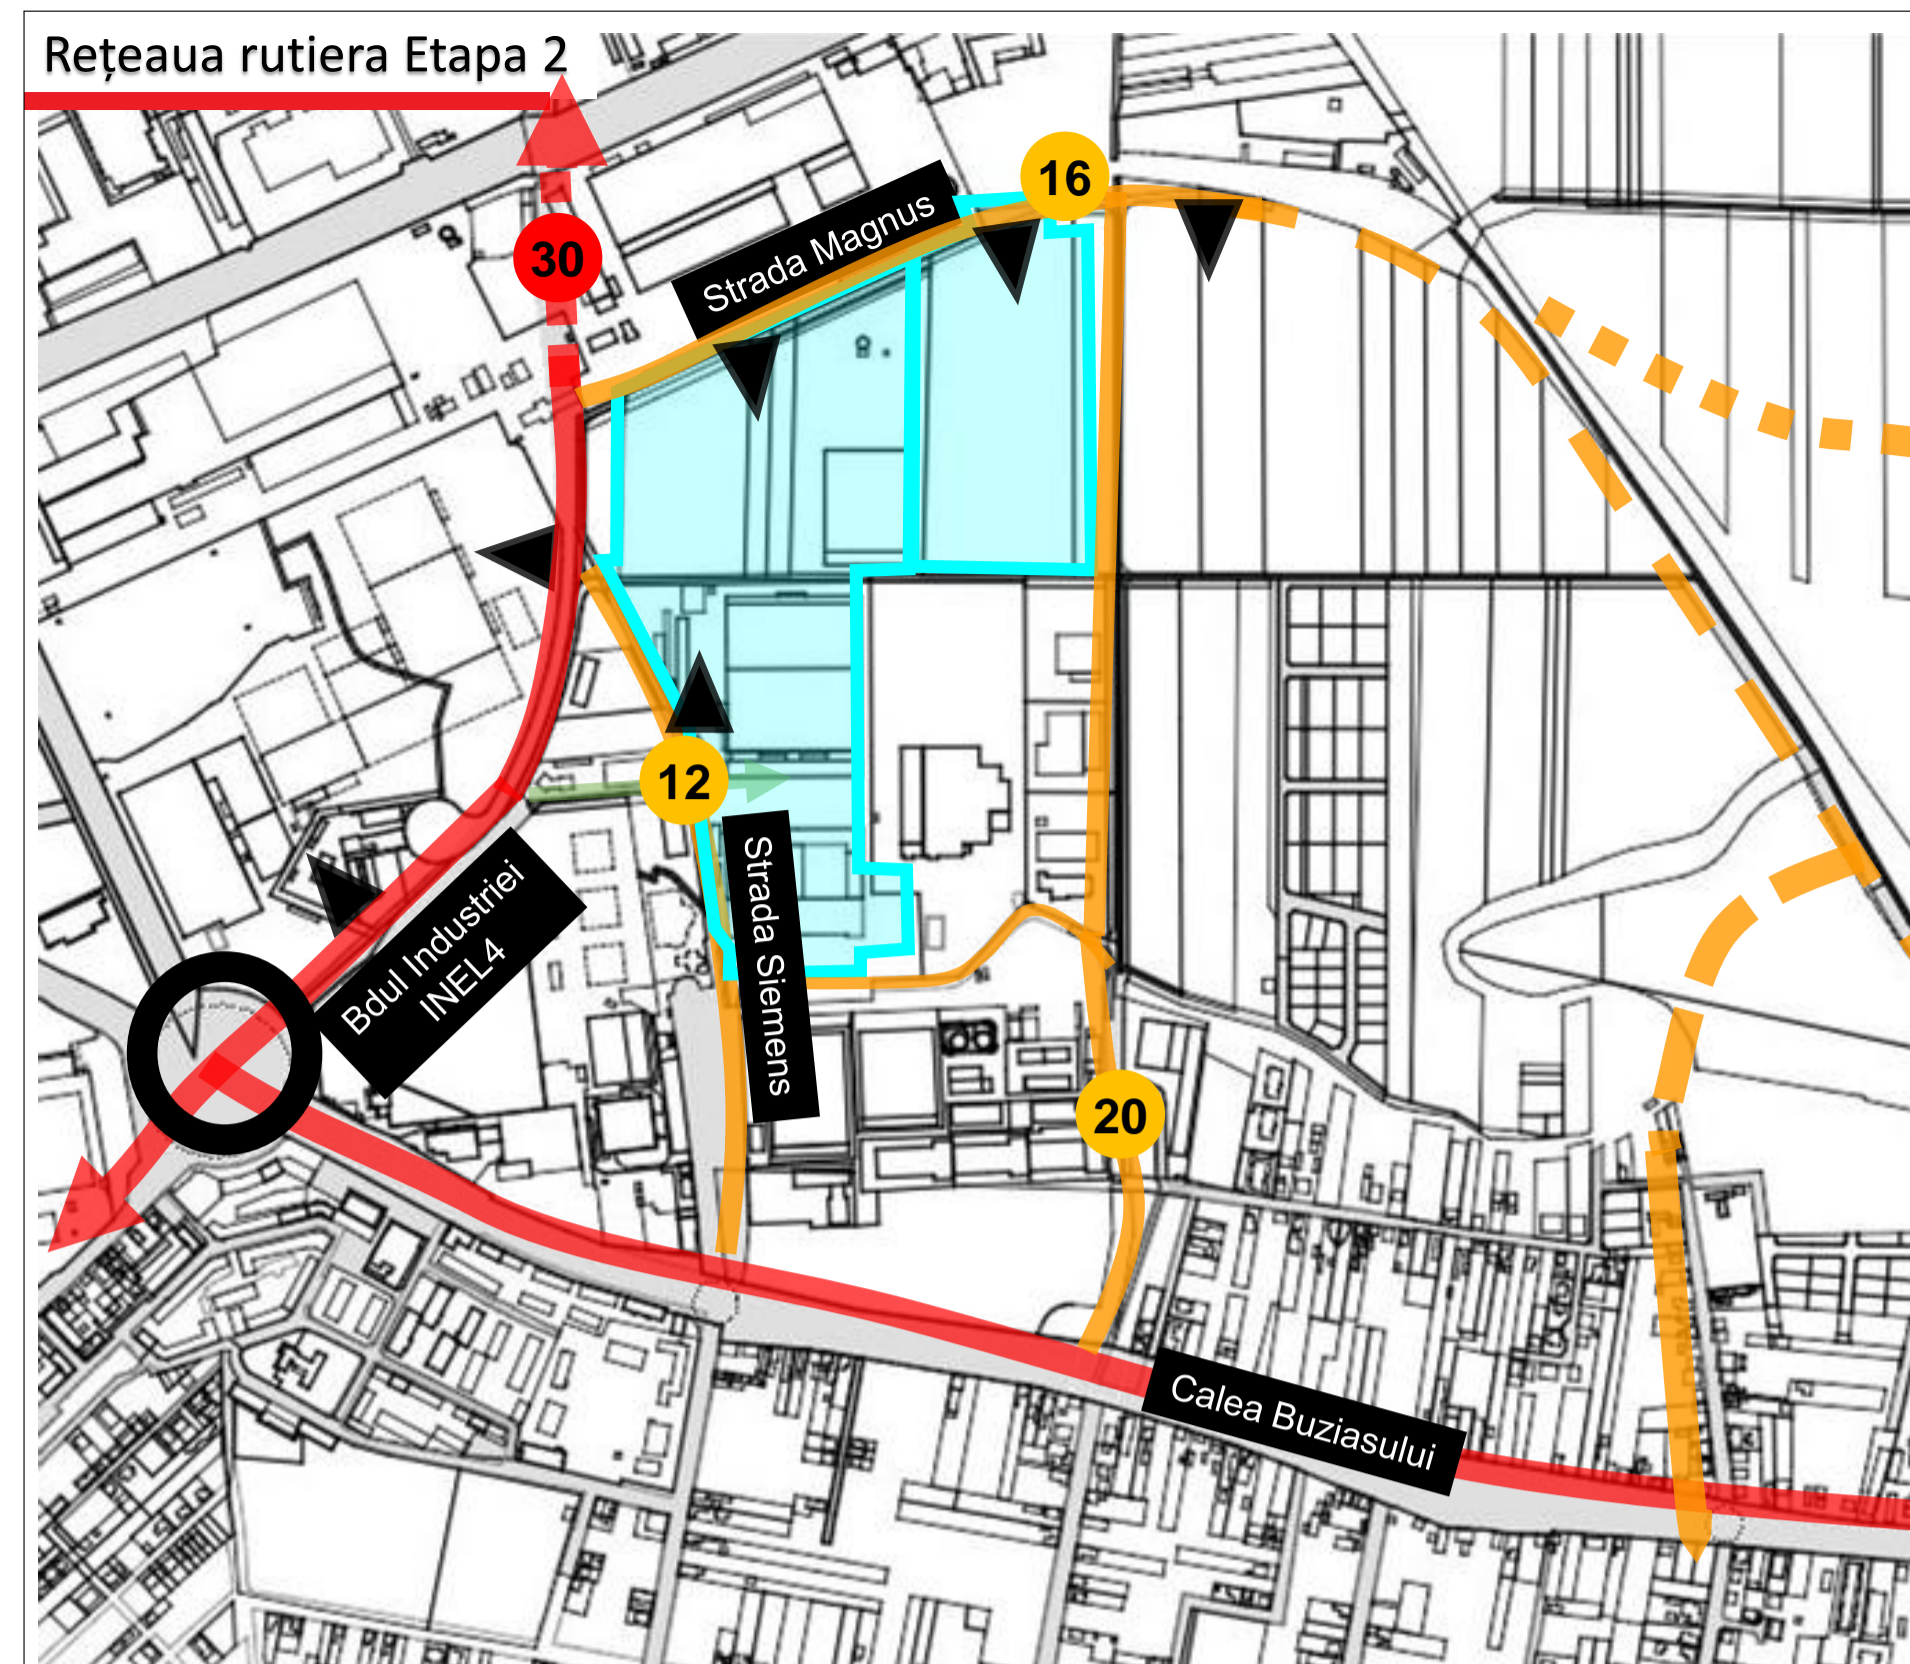 Rețeaua rutiera Etapa 2
16
Strada Magnus
30
12
Strada Siemens
Bdul Industriei
INEL4
20
Calea Buziasului